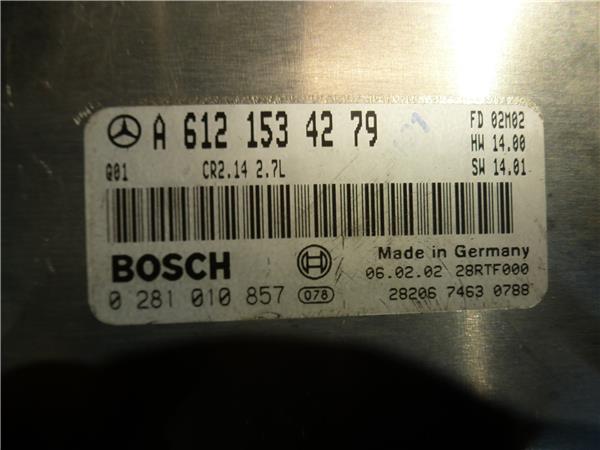 A 612 153 42 79
FD 02M02
HW 14.00
Q01 CR2.14 2.7L SW 14.01
BOSCH
Made in Germany
06.02.02 28RTF000
0 281 010 857 078
28206 7463 0788